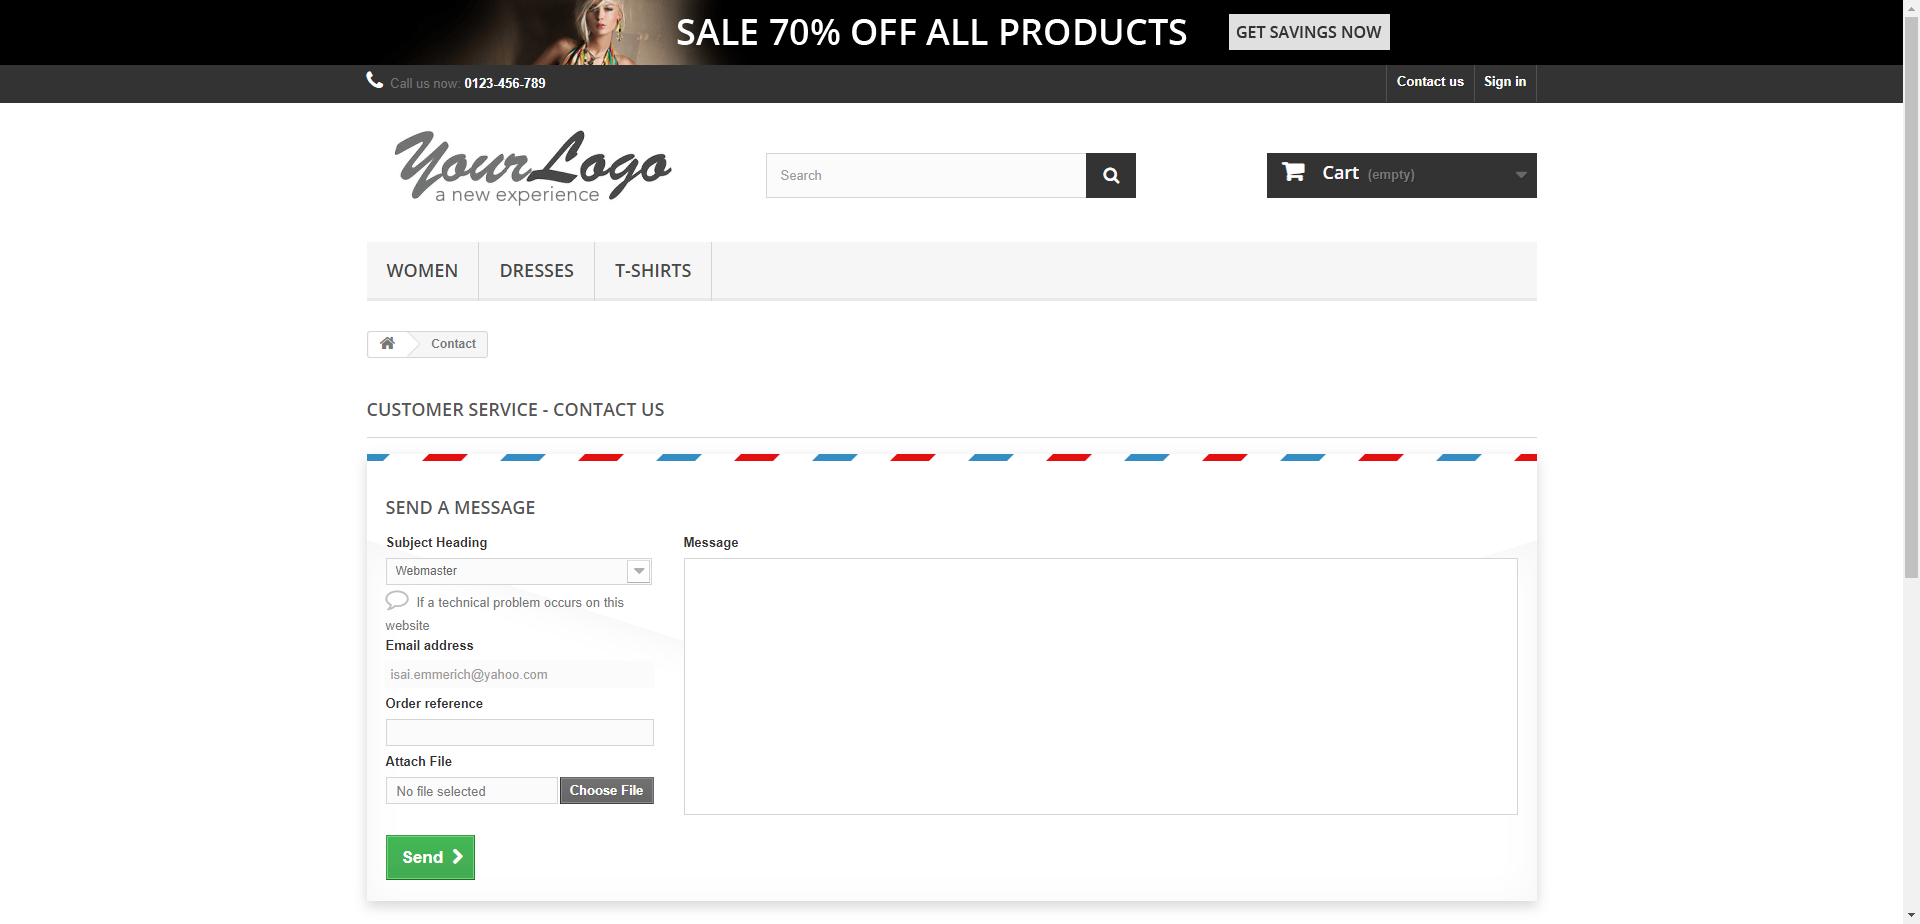 SALE 70% OFF ALL PRODUCTS GET SAVINGS NOW
Call us now: 0123-456-789 Contact us Sign in
YourLogo
a new experience
Search
Cart (empty)
WOMEN DRESSES T-SHIRTS
Contact
CUSTOMER SERVICE - CONTACT US
SEND A MESSAGE
Subject Heading
Webmaster
If a technical problem occurs on this
website
Email address
isai.emmerich@yahoo.com
Order reference
Attach File
No file selected Choose File
Send
Message